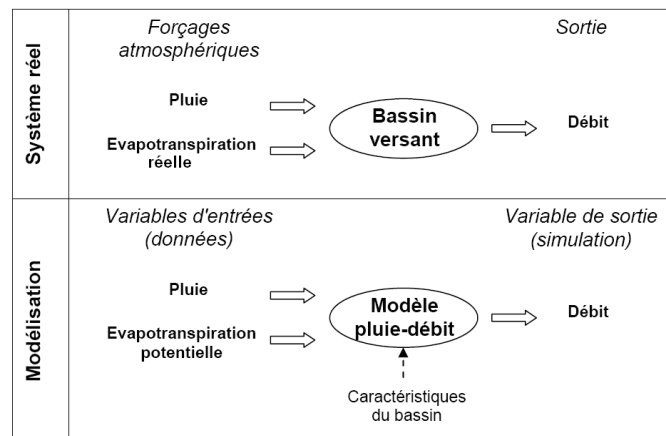 Système réel
Forçages
atmosphériques
Sortie
Pluie
Evapotranspiration
réelle
Bassin
versant
Débit
Modélisation
Variables d'entrées
(données)
Variable de sortie
(simulation)
Pluie
Evapotranspiration
potentielle
Modèle
pluie-débit
Débit
Caractéristiques
du bassin